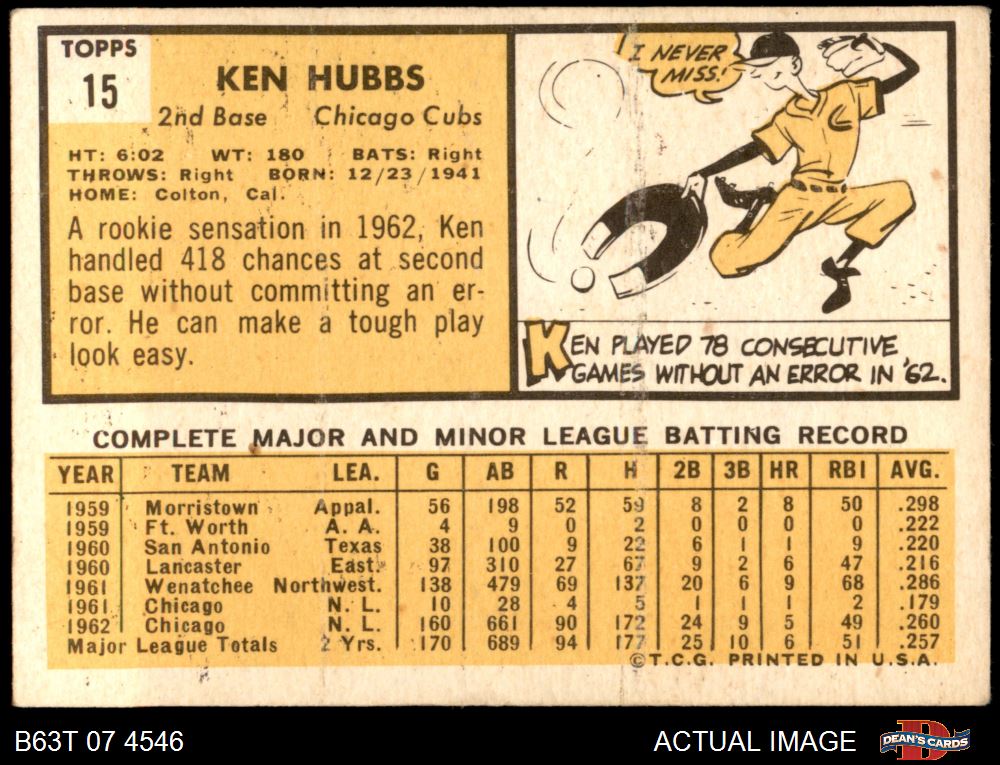 TOPPS
15
KEN HUBBS
2nd Base Chicago Cubs
HT: 6:02 WT: 180 BATS: Right
THROWS: Right BORN: 12/23/1941
HOME: Colton, Cal.
A rookie sensation in 1962, Ken
handled 418 chances at second
base without committing an er-
ror. He can make a tough play
look easy.
I NEVER
MISS!
C
KEN PLAYED 78 CONSECUTIVE
GAMES WITHOUT AN ERROR IN '62.
COMPLETE MAJOR AND MINOR LEAGUE BATTING RECORD
YEAR TEAM LEA. G AB R H 2B 3B HR RBI AVG.
1959 Morristown Appal. 56 198 52 59 8 2 8 50 .298
1959 Ft. Worth A. A. 4 9 0 2 0 0 0 0 .222
1960 San Antonio Texas 38 100 9 22 6 1 1 9 .220
1960 Lancaster East. 97 310 27 67 9 2 6 47 .216
1961 Wenatchee Northwest. 138 479 69 137 20 6 9 68 .286
1961 Chicago N. L. 10 28 4 5 1 1 1 2 .179
1962 Chicago N. L. 160 661 90 172 24 9 5 49 .260
Major League Totals 2 Yrs. 170 689 94 177 25 10 6 51 .257
©T.C.G. PRINTED IN U.S.A.
B63T 07 4546
ACTUAL IMAGE
D
DEAN'S CARDS